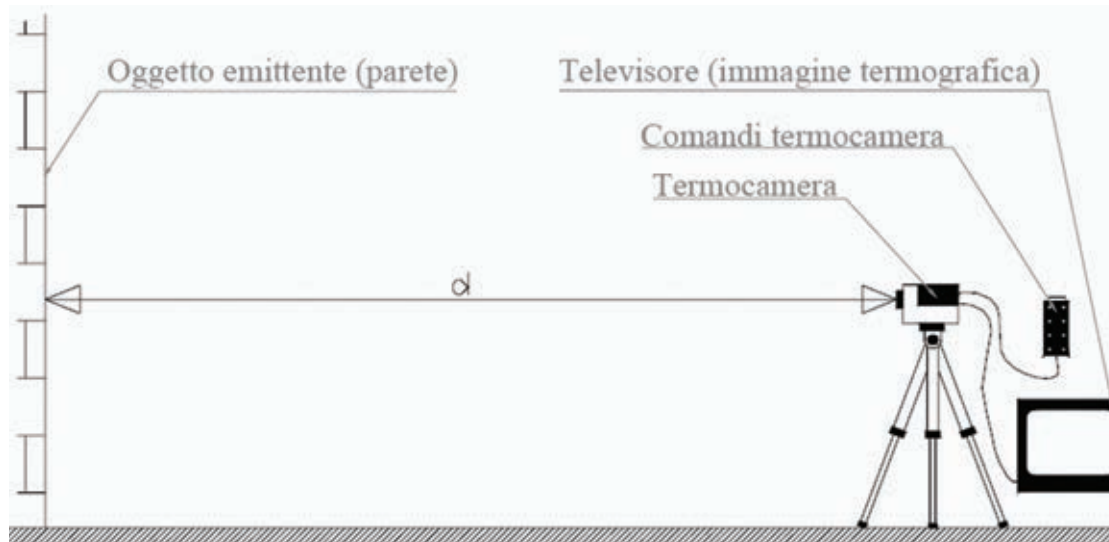 Oggetto emittente (parete)
Televisore (immagine termografica)
Comandi termocamera
Termocamera
d